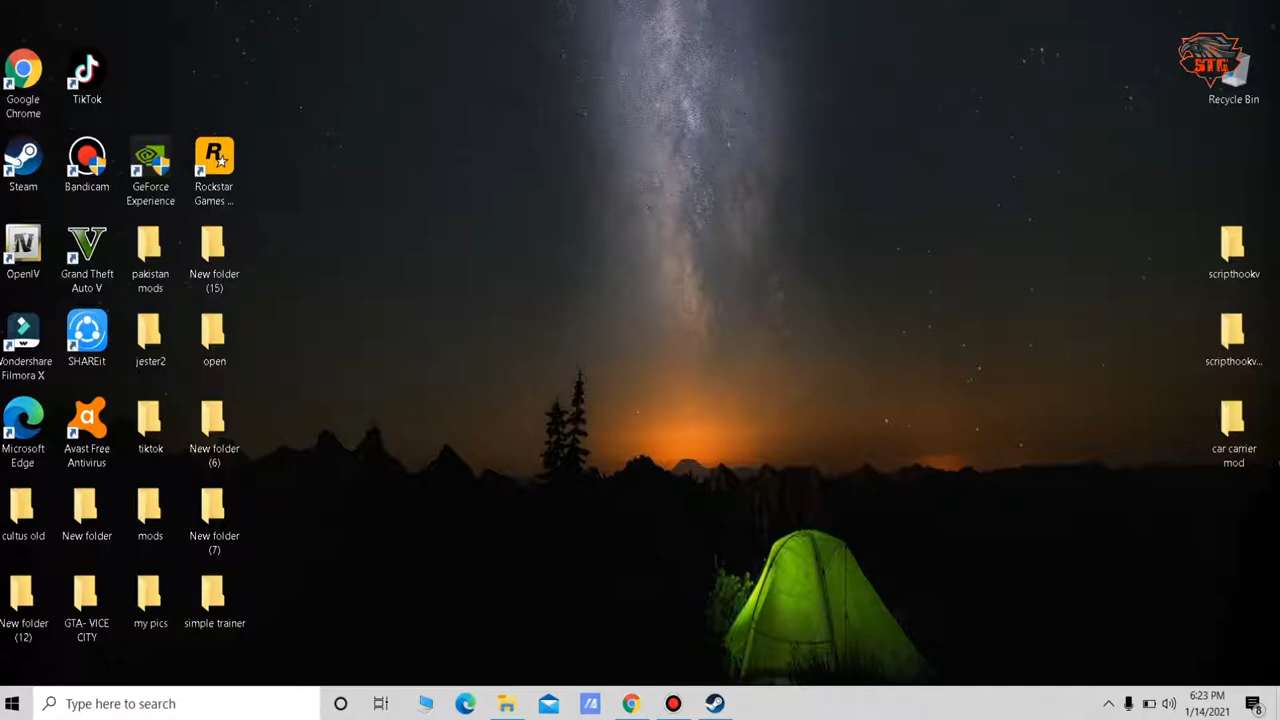 Google
Chrome
TikTok
STG
Recycle Bin
Steam
Bandicam
GeForce
Experience
R
Rockstar
Games ...
N
OpenIV
V
Grand Theft
Auto V
pakistan
mods
New folder
(15)
scripthookv
Wondershare
Filmora X
SHAREit
jester2
open
scripthookv...
Microsoft
Edge
a
Avast Free
Antivirus
tiktok
New folder
(6)
car carrier
mod
cultus old
New folder
mods
New folder
(7)
New folder
(12)
GTA- VICE
CITY
my pics
simple trainer
Type here to search
6:23 PM
1/14/2021
8